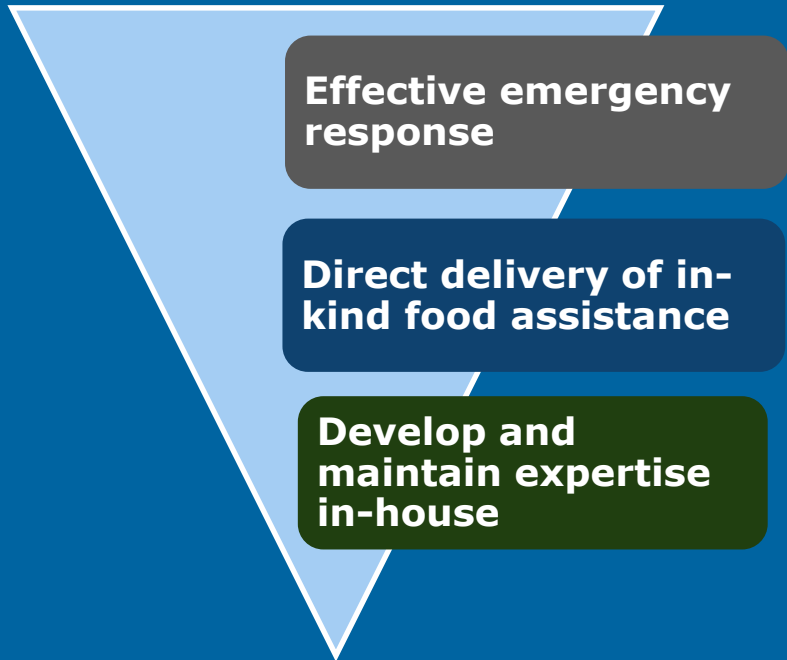 Effective emergency
response
Direct delivery of in-
kind food assistance
Develop and
maintain expertise
in-house